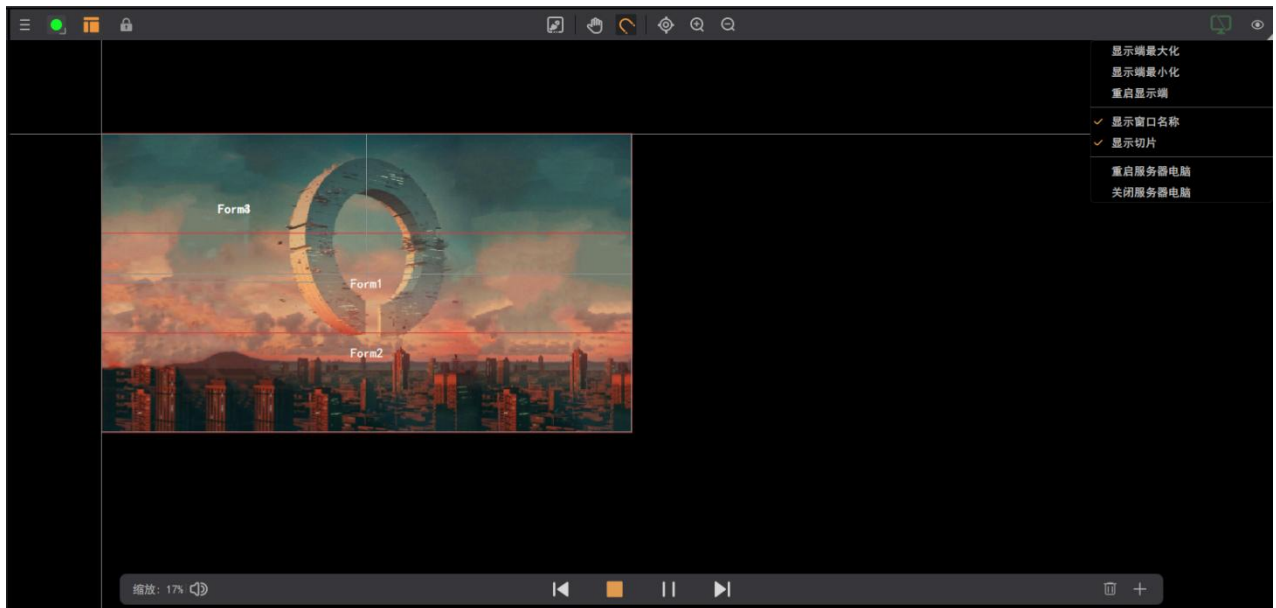 显示端最大化
显示端最小化
重启显示端
显示窗口名称
显示切片
重启服务器电脑
关闭服务器电脑
Form3
Form1
Form2
缩放: 17%